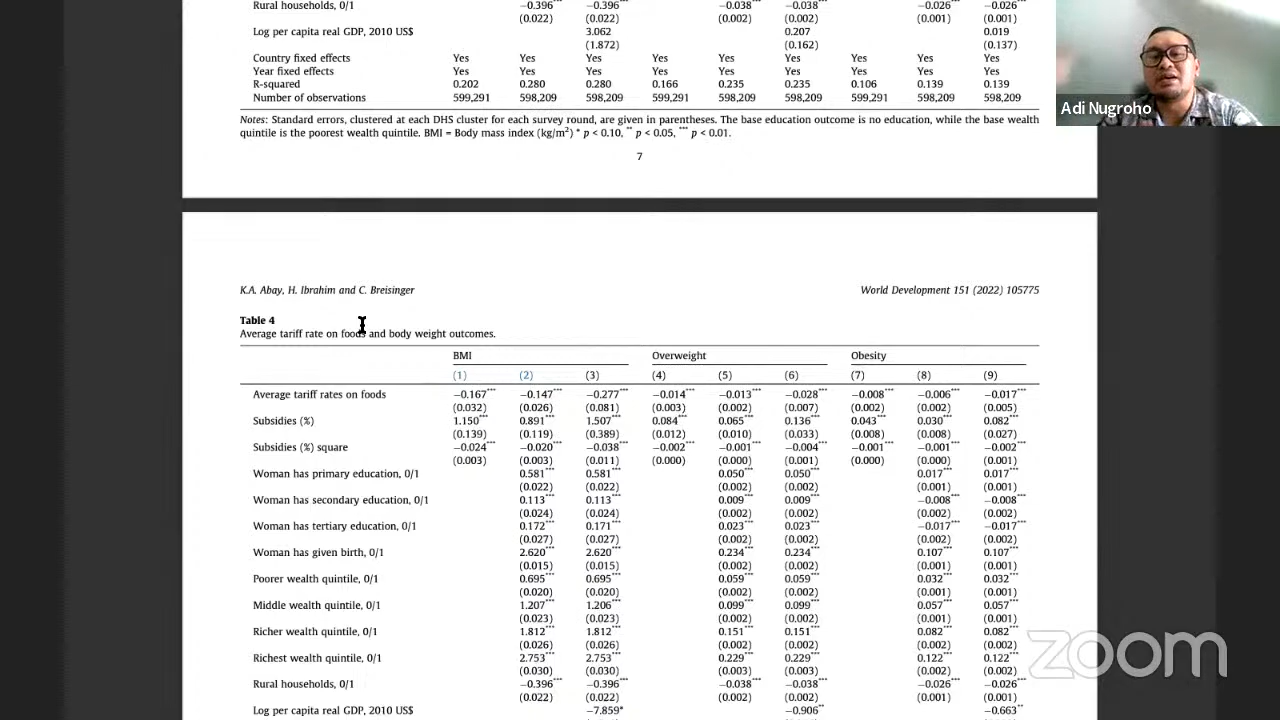 Rural households, 0/1 −0.396*** −0.396*** −0.038*** −0.038*** −0.026*** −0.026***
(0.022) (0.022) (0.002) (0.002) (0.001) (0.001)
Log per capita real GDP, 2010 US$ 3.062 0.207 0.019
(1.872) (0.162) (0.137)
Country fixed effects Yes Yes Yes Yes Yes Yes Yes Yes Yes
Year fixed effects Yes Yes Yes Yes Yes Yes Yes Yes Yes
R-squared 0.202 0.280 0.280 0.166 0.235 0.235 0.106 0.139 0.139
Number of observations 599,291 598,209 598,209 599,291 598,209 598,209 599,291 598,209 598,209
Notes: Standard errors, clustered at each DHS cluster for each survey round, are given in parentheses. The base education outcome is no education, while the base wealth
quintile is the poorest wealth quintile. BMI = Body mass index (kg/m²) * p < 0.10, ** p < 0.05, *** p < 0.01.
7
Adi Nugroho
K.A. Abay, H. Ibrahim and C. Breisinger World Development 151 (2022) 105775
Table 4
Average tariff rate on foods and body weight outcomes.
BMI Overweight Obesity
(1) (2) (3) (4) (5) (6) (7) (8) (9)
Average tariff rates on foods −0.167*** −0.147*** −0.277*** −0.014*** −0.013*** −0.028*** −0.008*** −0.006*** −0.017***
(0.032) (0.026) (0.081) (0.003) (0.002) (0.007) (0.002) (0.002) (0.005)
Subsidies (%) 1.150*** 0.891*** 1.507*** 0.084*** 0.065*** 0.136*** 0.043*** 0.030*** 0.082***
(0.139) (0.119) (0.389) (0.012) (0.010) (0.033) (0.008) (0.008) (0.027)
Subsidies (%) square −0.024*** −0.020*** −0.038*** −0.002*** −0.001*** −0.004*** −0.001*** −0.001*** −0.002***
(0.003) (0.003) (0.011) (0.000) (0.000) (0.001) (0.000) (0.000) (0.001)
Woman has primary education, 0/1 0.581*** 0.581*** 0.050*** 0.050*** 0.017*** 0.017***
(0.022) (0.022) (0.002) (0.002) (0.001) (0.001)
Woman has secondary education, 0/1 0.113*** 0.113*** 0.009*** 0.009*** −0.008*** −0.008***
(0.024) (0.024) (0.002) (0.002) (0.002) (0.002)
Woman has tertiary education, 0/1 0.172*** 0.171*** 0.023*** 0.023*** −0.017*** −0.017***
(0.027) (0.027) (0.002) (0.002) (0.002) (0.002)
Woman has given birth, 0/1 2.620*** 2.620*** 0.234*** 0.234*** 0.107*** 0.107***
(0.015) (0.015) (0.002) (0.002) (0.001) (0.001)
Poorer wealth quintile, 0/1 0.695*** 0.695*** 0.059*** 0.059*** 0.032*** 0.032***
(0.020) (0.020) (0.002) (0.002) (0.001) (0.001)
Middle wealth quintile, 0/1 1.207*** 1.206*** 0.099*** 0.099*** 0.057*** 0.057***
(0.023) (0.023) (0.002) (0.002) (0.001) (0.001)
Richer wealth quintile, 0/1 1.812*** 1.812*** 0.151*** 0.151*** 0.082*** 0.082***
(0.026) (0.026) (0.002) (0.002) (0.002) (0.002)
Richest wealth quintile, 0/1 2.753*** 2.753*** 0.229*** 0.229*** 0.122*** 0.122***
(0.030) (0.030) (0.003) (0.003) (0.002) (0.002)
Rural households, 0/1 −0.396*** −0.396*** −0.038*** −0.038*** −0.026*** −0.026***
(0.022) (0.022) (0.002) (0.002) (0.001) (0.001)
Log per capita real GDP, 2010 US$ −7.859* −0.906** −0.663**
zoom